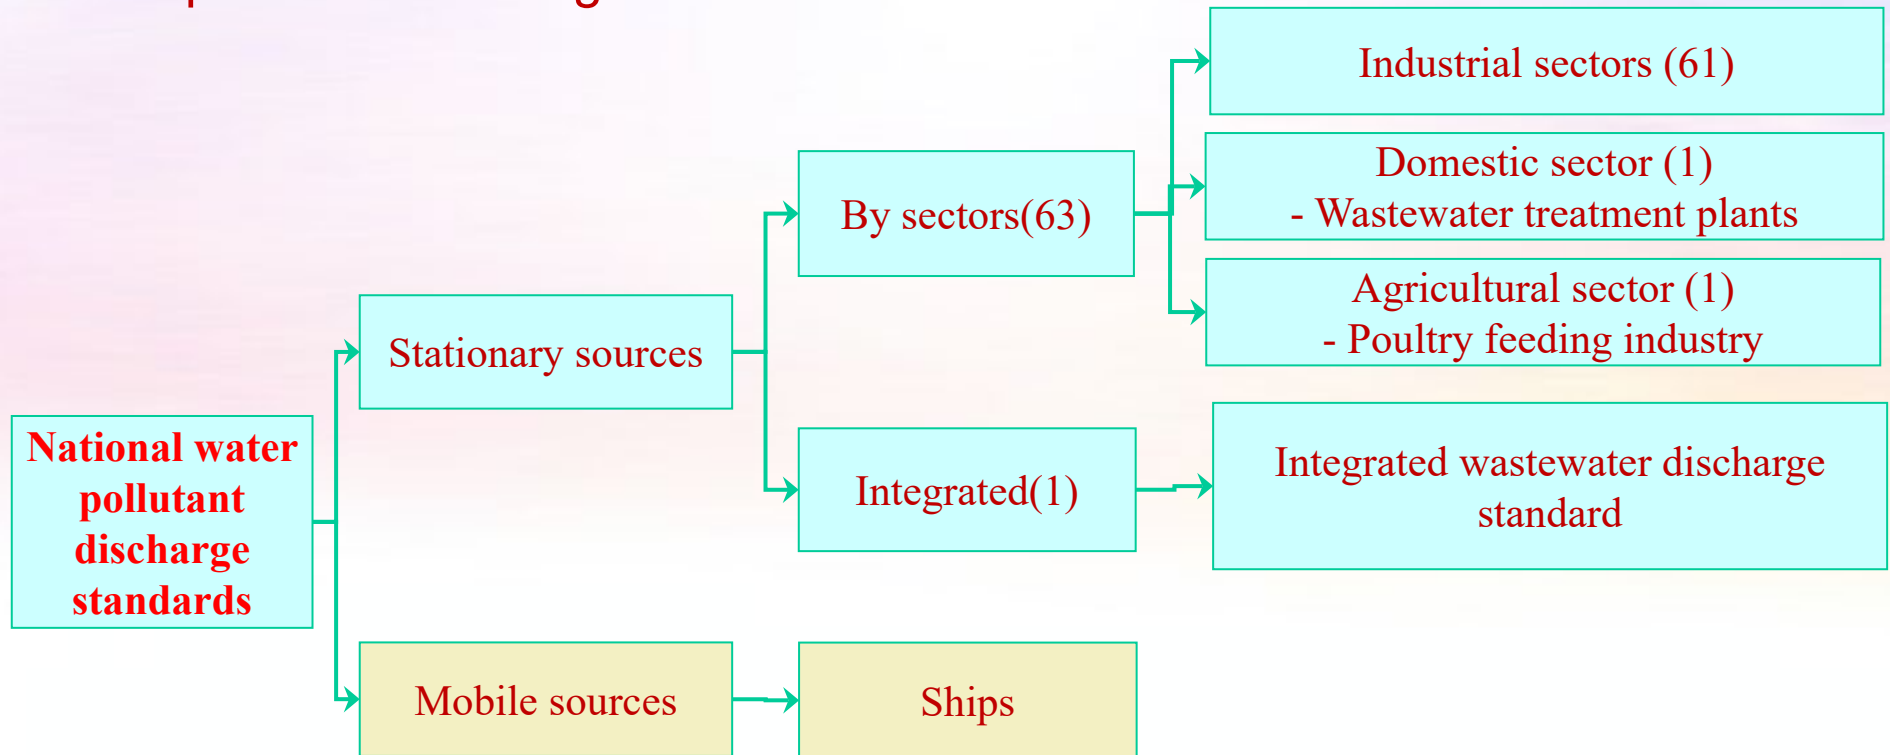 Industrial sectors (61)
Domestic sector (1)
- Wastewater treatment plants
By sectors(63)
Agricultural sector (1)
- Poultry feeding industry
Stationary sources
National water
pollutant
discharge
standards
Integrated(1)
Integrated wastewater discharge
standard
Mobile sources
Ships